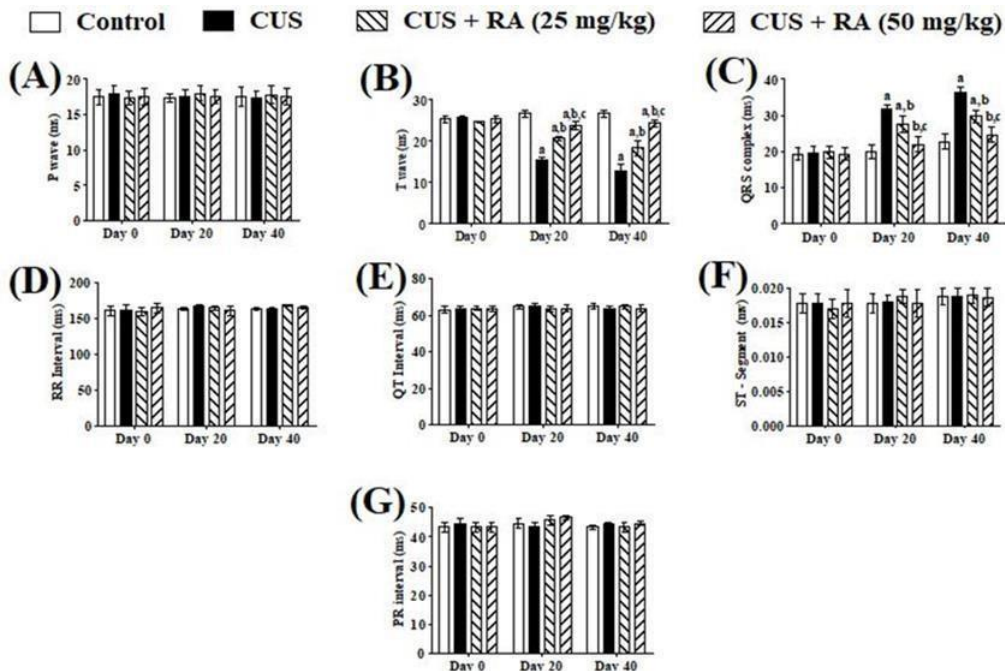 Control CUS CUS + RA (25 mg/kg) CUS + RA (50 mg/kg)
(A)
P wave (ms)
20
15
10
5
0
Day 0 Day 20 Day 40
(B)
T wave (ms)
30
20
10
0
a
a,b
a,b,c
a
a,b
a,b,c
Day 0 Day 20 Day 40
(C)
QRS complex (ms)
40
30
20
10
0
a
a,b
b,c
a
a,b
b,c
Day 0 Day 20 Day 40
(D)
RR Interval (ms)
200
150
100
50
0
Day 0 Day 20 Day 40
(E)
QT Interval (ms)
80
60
40
20
0
Day 0 Day 20 Day 40
(F)
ST - Segment (mv)
0.020
0.015
0.010
0.005
0.000
Day 0 Day 20 Day 40
(G)
PR interval (ms)
50
40
30
20
10
0
Day 0 Day 20 Day 40